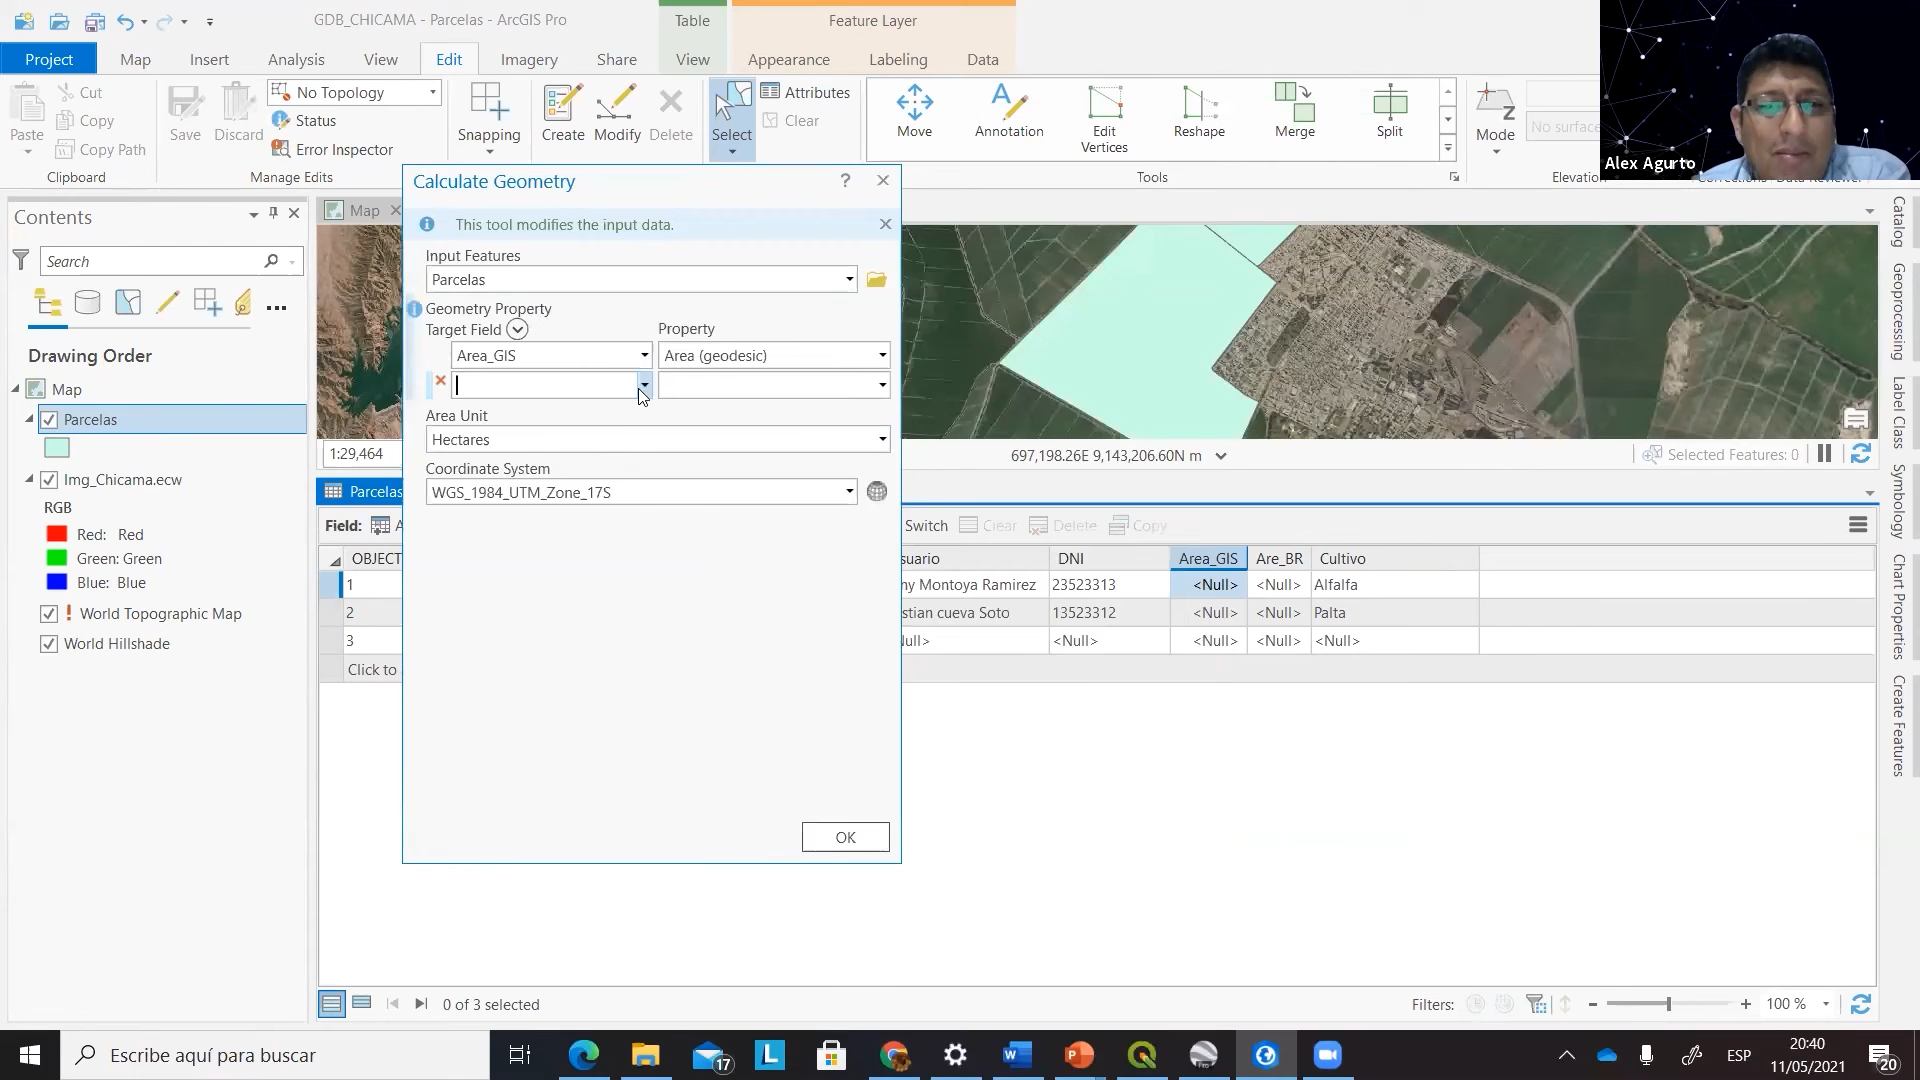 GDB_CHICAMA - Parcelas - ArcGIS Pro
Table
Feature Layer
Project
Map
Insert
Analysis
View
Edit
Imagery
Share
View
Appearance
Labeling
Data
Paste
Cut
Copy
Copy Path
Clipboard
Save
Discard
No Topology
Status
Error Inspector
Manage Edits
Snapping
Create
Modify
Delete
Select
Attributes
Clear
Move
Annotation
Edit
Vertices
Reshape
Merge
Split
Tools
Mode
No surface
Elevation
Alex Agurto
Contents
Search
Drawing Order
Map
Parcelas
Img_Chicama.ecw
RGB
Red: Red
Green: Green
Blue: Blue
World Topographic Map
World Hillshade
Map
Calculate Geometry
?
This tool modifies the input data.
Input Features
Parcelas
Geometry Property
Target Field
Property
Area_GIS
Area (geodesic)
Area Unit
Hectares
Coordinate System
WGS_1984_UTM_Zone_17S
OK
1:29,464
697,198.26E 9,143,206.60N m
Selected Features: 0
Parcelas
Field:
Switch
Clear
Delete
Copy
OBJECT
suario
DNI
Area_GIS
Are_BR
Cultivo
1
ny Montoya Ramirez
23523313
<Null>
<Null>
Alfalfa
2
stian cueva Soto
13523312
<Null>
<Null>
Palta
3
<Null>
<Null>
<Null>
<Null>
Click to
0 of 3 selected
Filters:
100 %
Catalog
Geoprocessing
Label Class
Symbology
Chart Properties
Create Features
Escribe aquí para buscar
17
ESP
20:40
11/05/2021
20